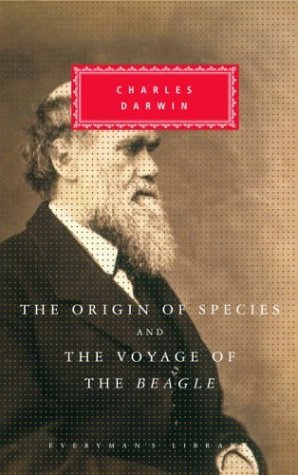 CHARLES
DARWIN
THE ORIGIN OF SPECIES
AND
THE VOYAGE OF
THE BEAGLE
EVERYMAN'S LIBRARY